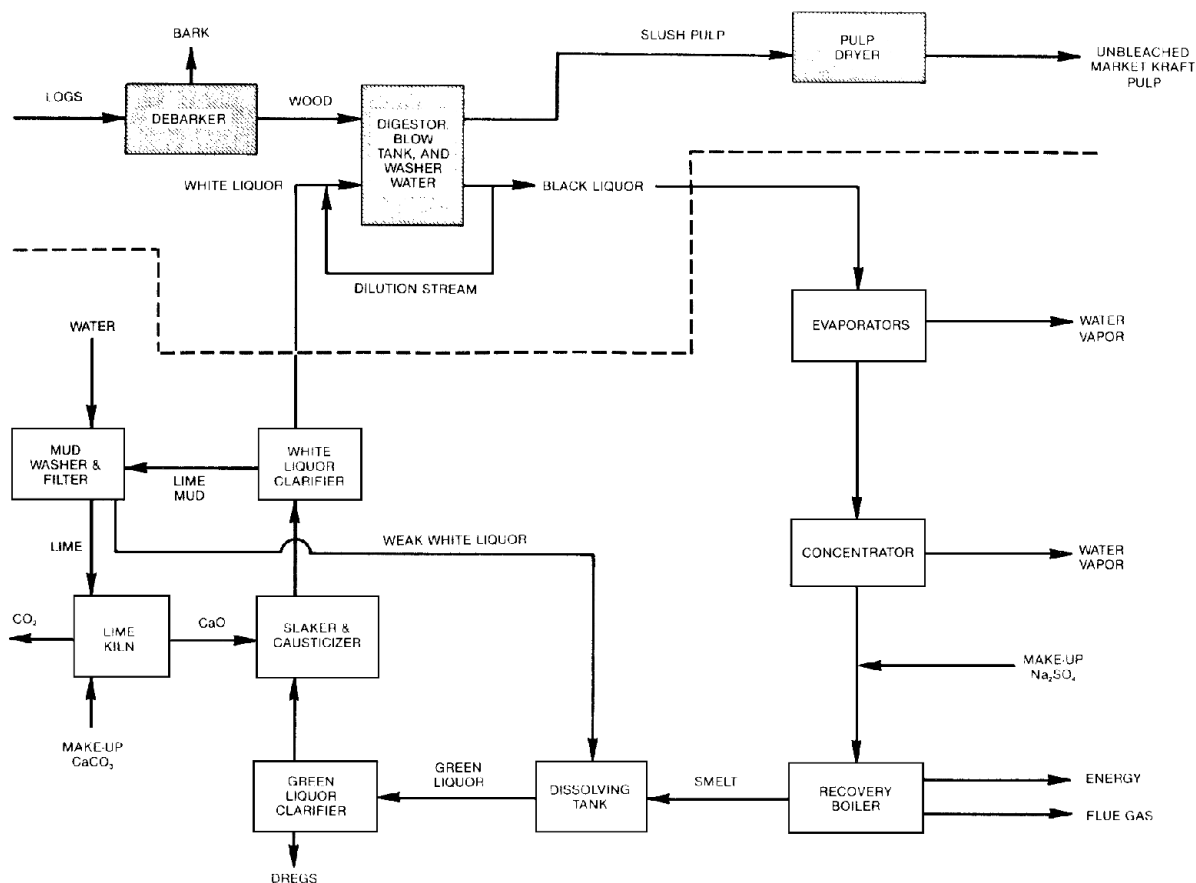 BARK
SLUSH PULP
PULP
DRYER
UNBLEACHED
MARKET KRAFT
PULP
LOGS
DEBARKER
WOOD
DIGESTOR,
BLOW
TANK, AND
WASHER
WATER
WHITE LIQUOR
BLACK LIQUOR
DILUTION STREAM
WATER
EVAPORATORS
WATER
VAPOR
MUD
WASHER &
FILTER
LIME
MUD
WHITE
LIQUOR
CLARIFIER
LIME
WEAK WHITE LIQUOR
CONCENTRATOR
WATER
VAPOR
CO₂
LIME
KILN
CaO
SLAKER &
CAUSTICIZER
MAKE-UP
Na₂SO₄
MAKE-UP
CaCO₃
GREEN
LIQUOR
CLARIFIER
GREEN
LIQUOR
DISSOLVING
TANK
SMELT
RECOVERY
BOILER
ENERGY
FLUE GAS
DREGS